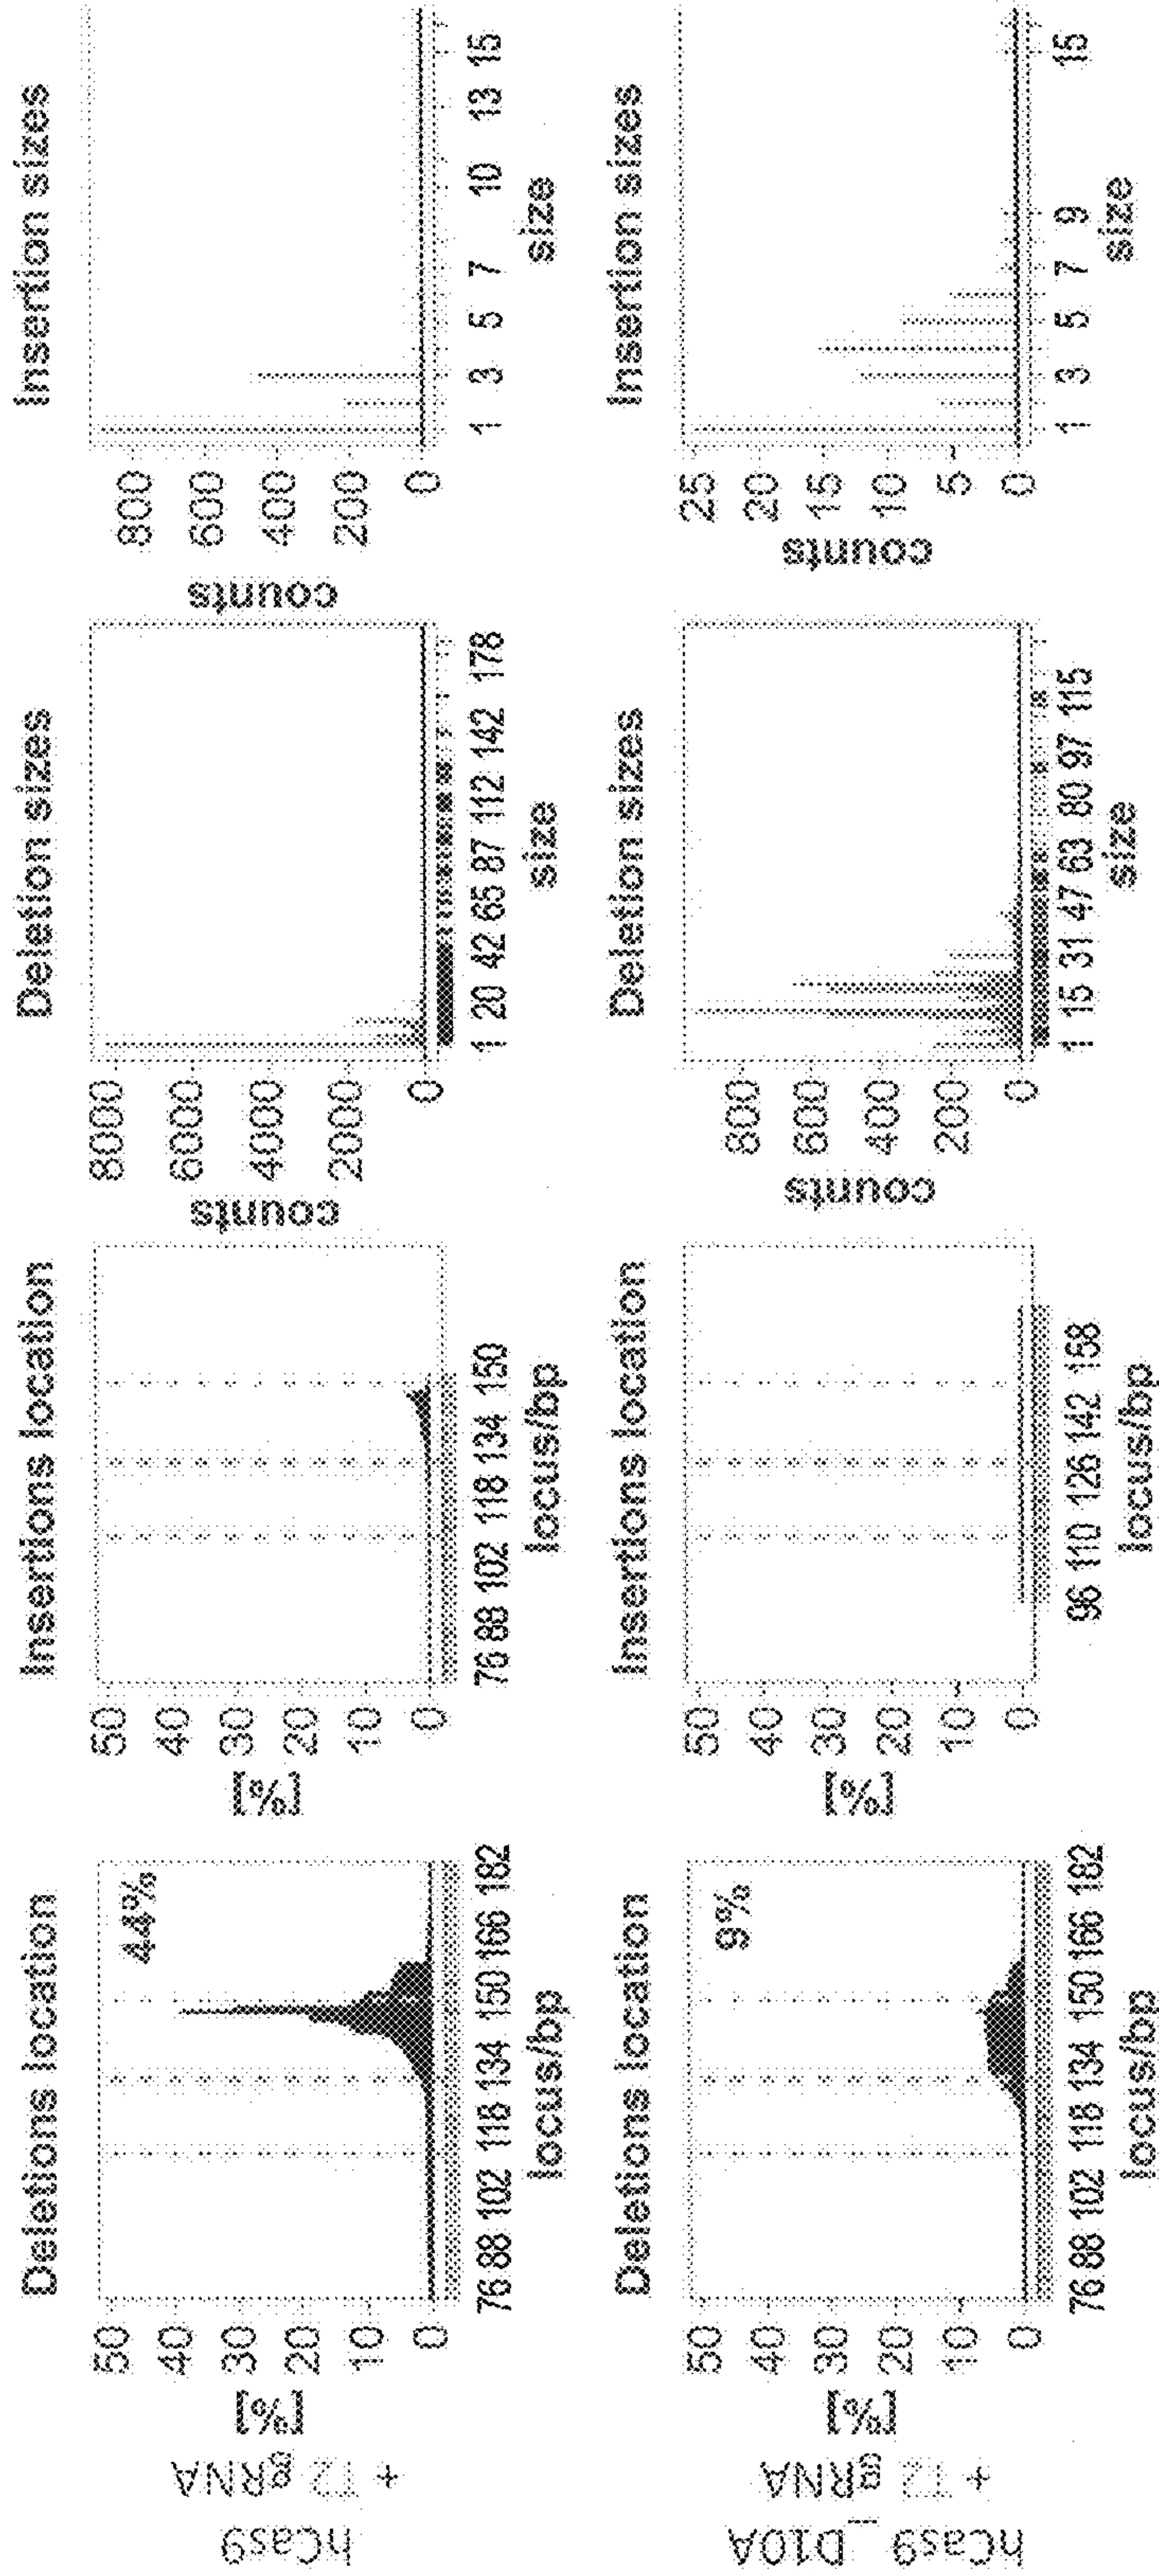 hCas9
+ T2 gRNA
Deletions location
[%]
50
40
30
20
10
0
44%
76 88 102 118 134 150 166 182
locus/bp
Insertions location
[%]
50
40
30
20
10
0
76 88 102 118 134 150
locus/bp
Deletion sizes
counts
8000
6000
4000
2000
0
1 20 42 65 87 112 142 178
size
Insertion sizes
counts
800
600
400
200
0
1 3 5 7 10 13 15
size
hCas9_D10A
+ T2 gRNA
Deletions location
[%]
50
40
30
20
10
0
9%
76 88 102 118 134 150 166 182
locus/bp
Insertions location
[%]
50
40
30
20
10
0
96 110 126 142 158
locus/bp
Deletion sizes
counts
800
600
400
200
0
1 15 31 47 63 80 97 115
size
Insertion sizes
counts
25
20
15
10
5
0
1 3 5 7 9 15
size